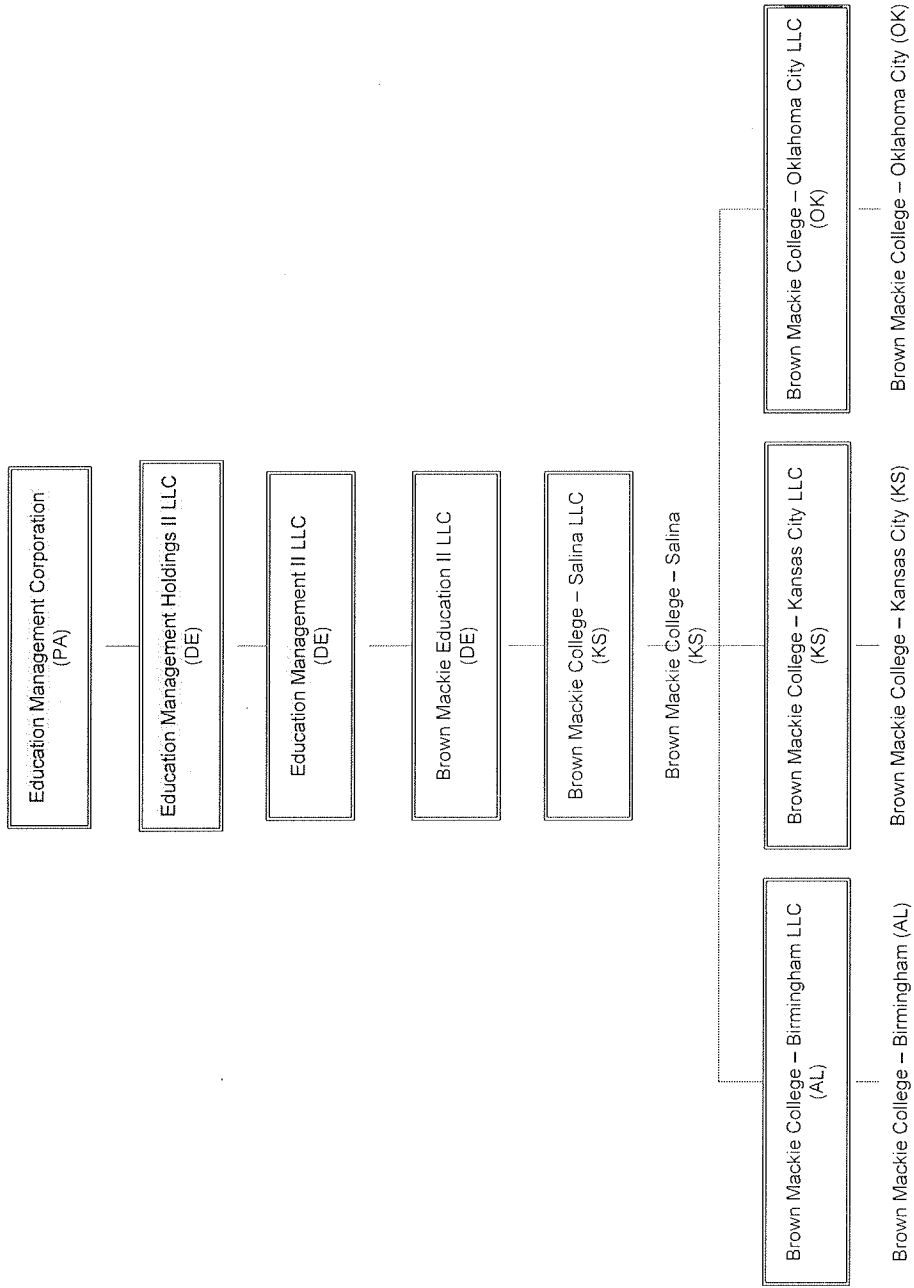 Education Management Corporation
(PA)
Education Management Holdings II LLC
(DE)
Education Management II LLC
(DE)
Brown Mackie Education II LLC
(DE)
Brown Mackie College – Salina LLC
(KS)
Brown Mackie College – Salina
(KS)
Brown Mackie College – Birmingham LLC
(AL)
Brown Mackie College – Kansas City LLC
(KS)
Brown Mackie College – Oklahoma City LLC
(OK)
Brown Mackie College – Birmingham (AL)
Brown Mackie College – Kansas City (KS)
Brown Mackie College – Oklahoma City (OK)